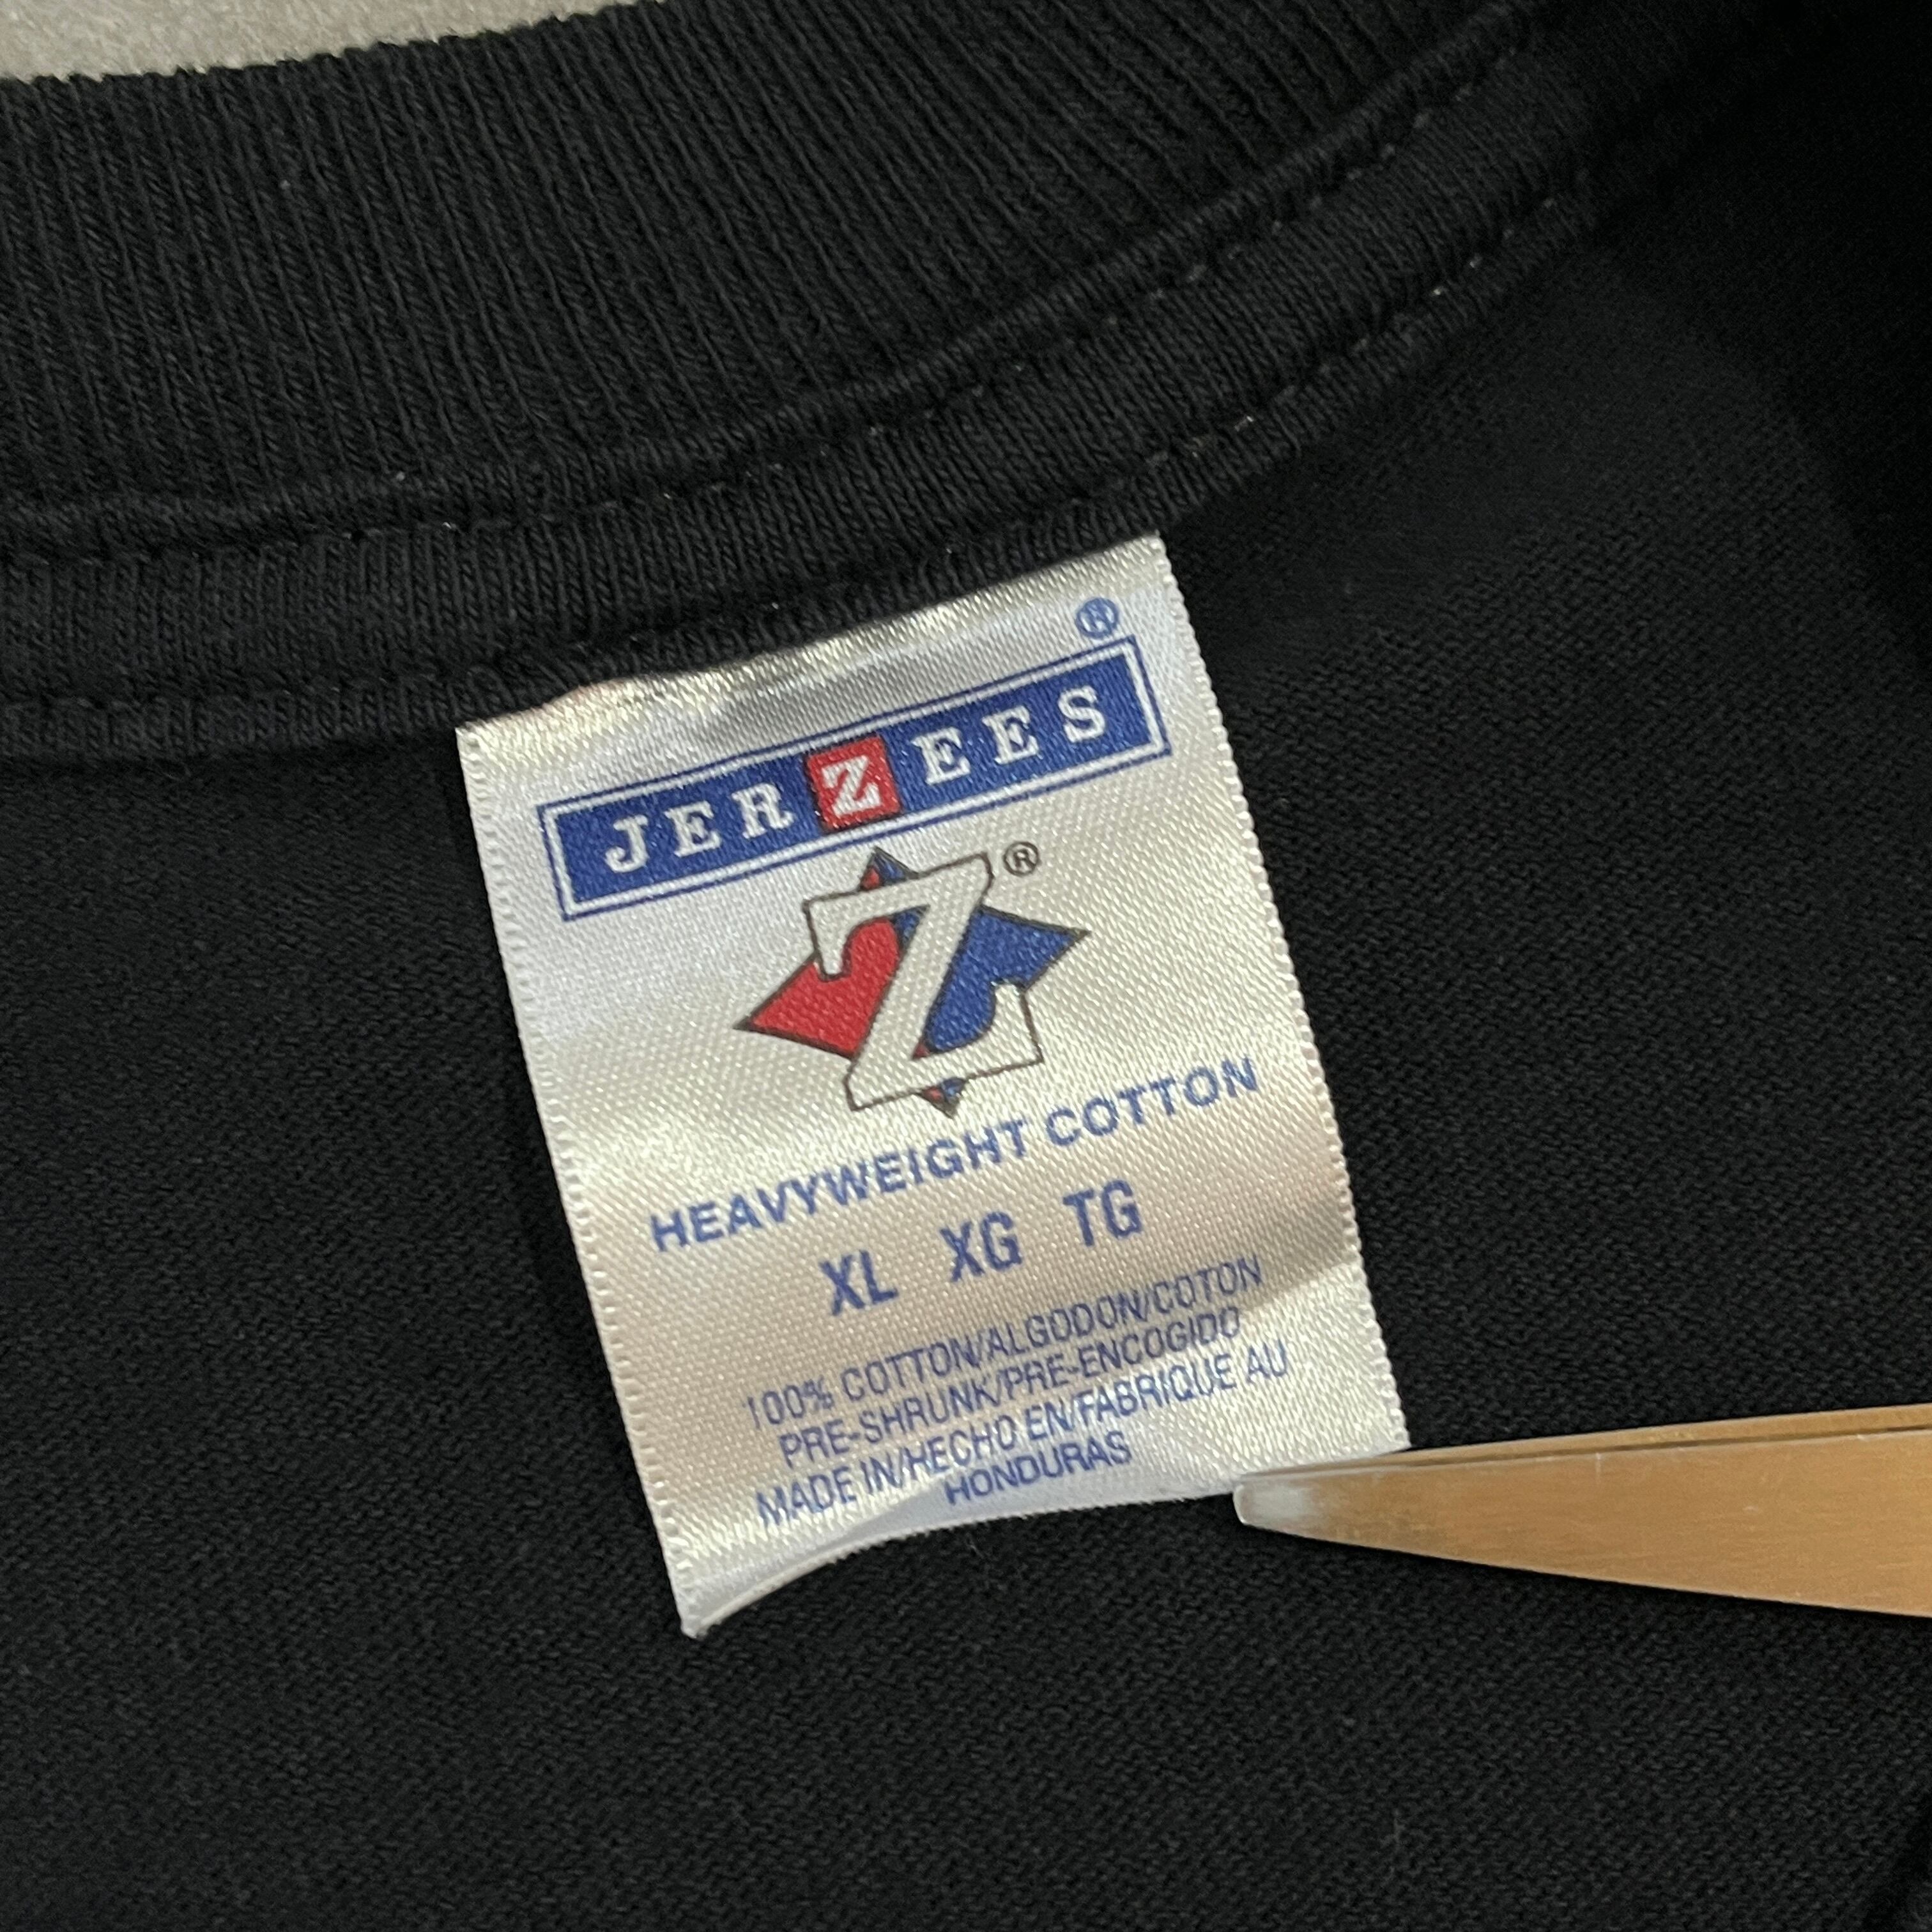 ®
JERZEES
Z®
HEAVYWEIGHT COTTON
XL XG TG
100% COTTON/ALGODON/COTON
PRE-SHRUNK/PRE-ENCOGIDO
MADE IN/HECHO EN/FABRIQUE AU
HONDURAS